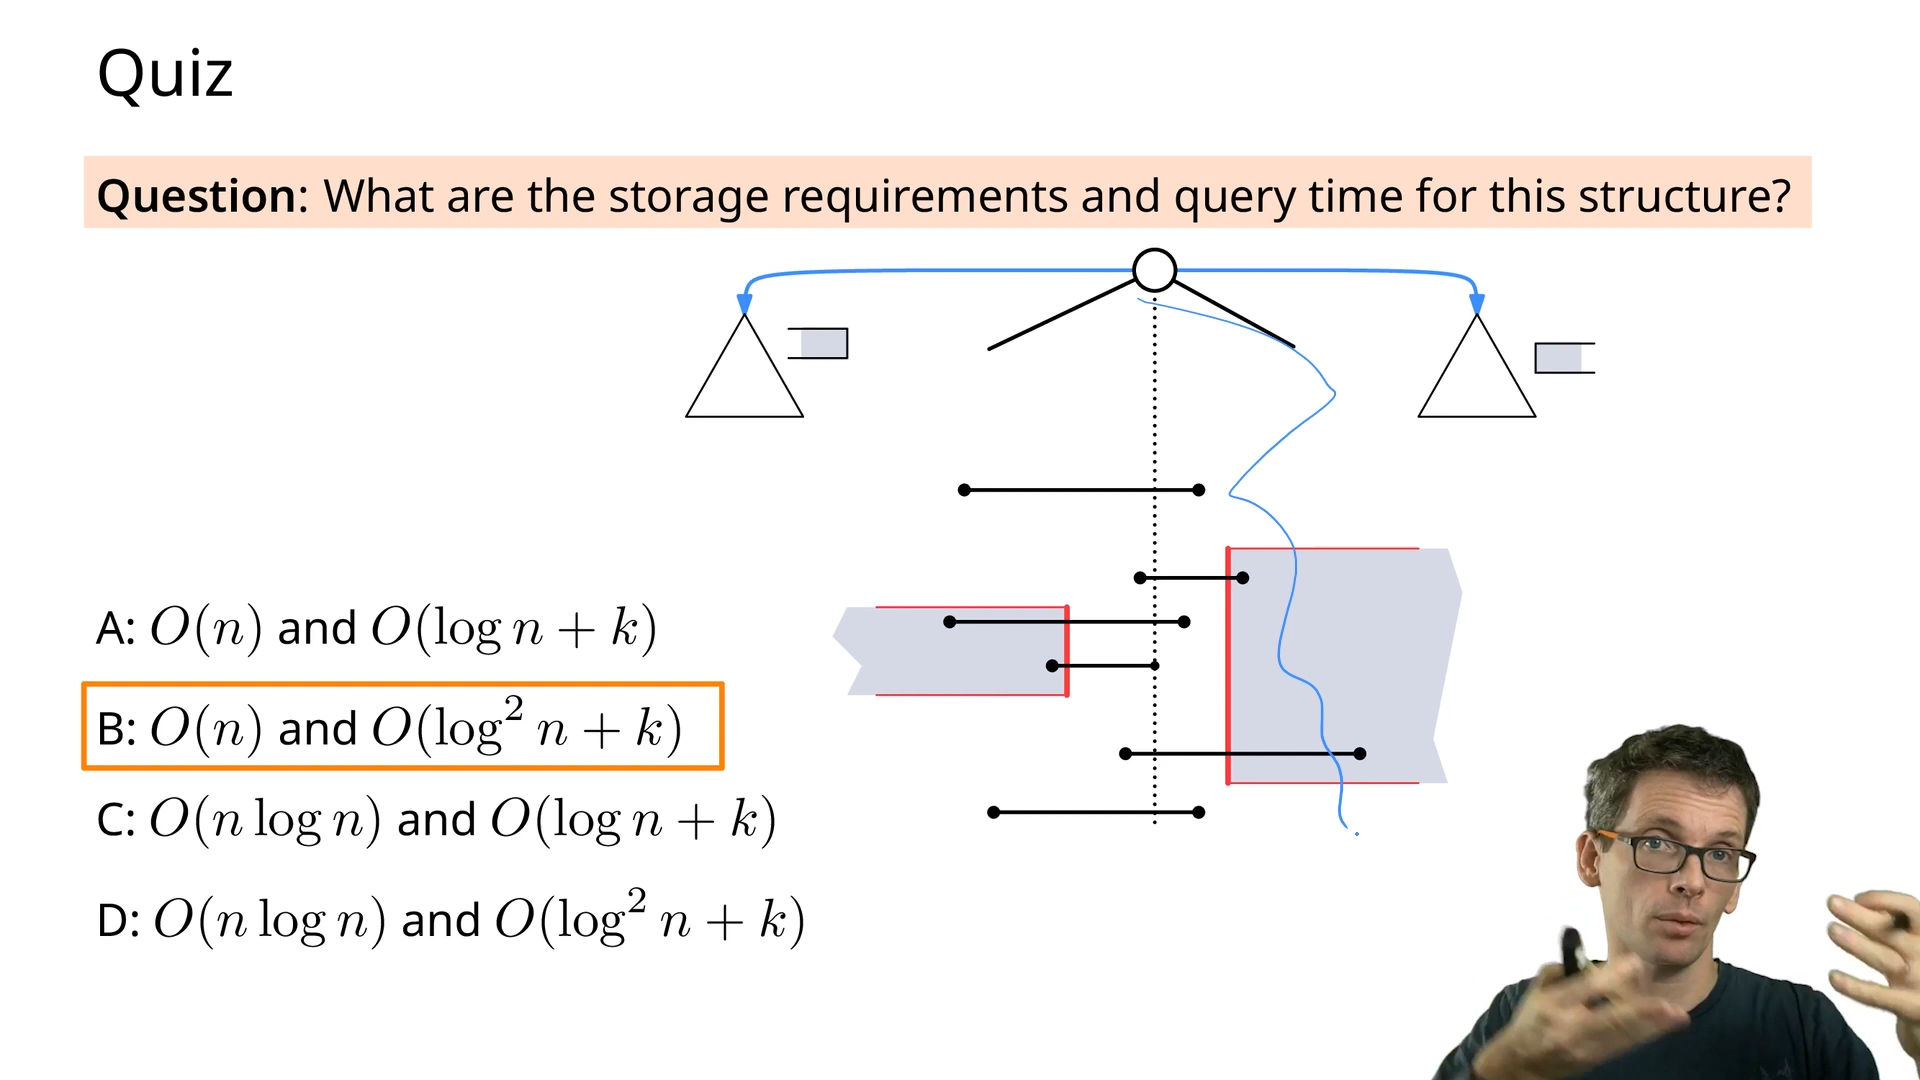 Quiz
Question: What are the storage requirements and query time for this structure?
A: O(n) and O(log n + k)
B: O(n) and O(log² n + k)
C: O(n log n) and O(log n + k)
D: O(n log n) and O(log² n + k)